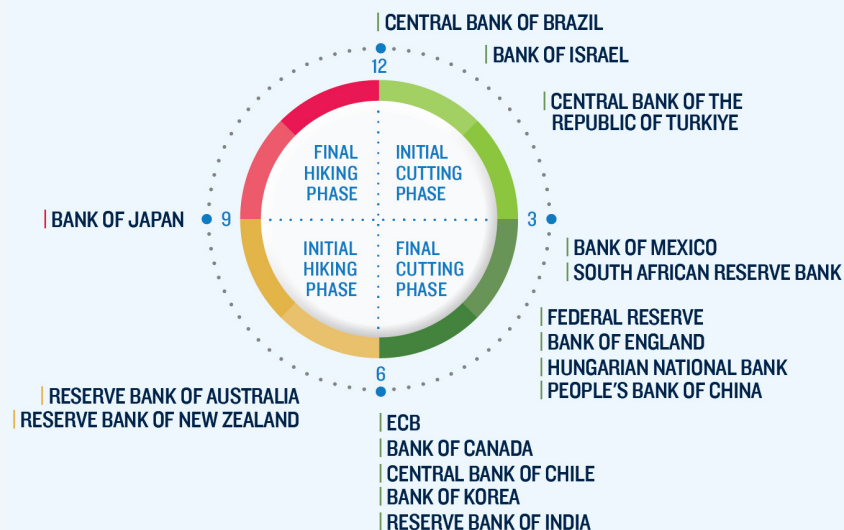 CENTRAL BANK OF BRAZIL
BANK OF ISRAEL
12
CENTRAL BANK OF THE
REPUBLIC OF TURKIYE
FINAL
HIKING
PHASE
INITIAL
CUTTING
PHASE
BANK OF JAPAN
9
3
INITIAL
HIKING
PHASE
FINAL
CUTTING
PHASE
BANK OF MEXICO
SOUTH AFRICAN RESERVE BANK
FEDERAL RESERVE
BANK OF ENGLAND
HUNGARIAN NATIONAL BANK
PEOPLE'S BANK OF CHINA
6
RESERVE BANK OF AUSTRALIA
RESERVE BANK OF NEW ZEALAND
ECB
BANK OF CANADA
CENTRAL BANK OF CHILE
BANK OF KOREA
RESERVE BANK OF INDIA